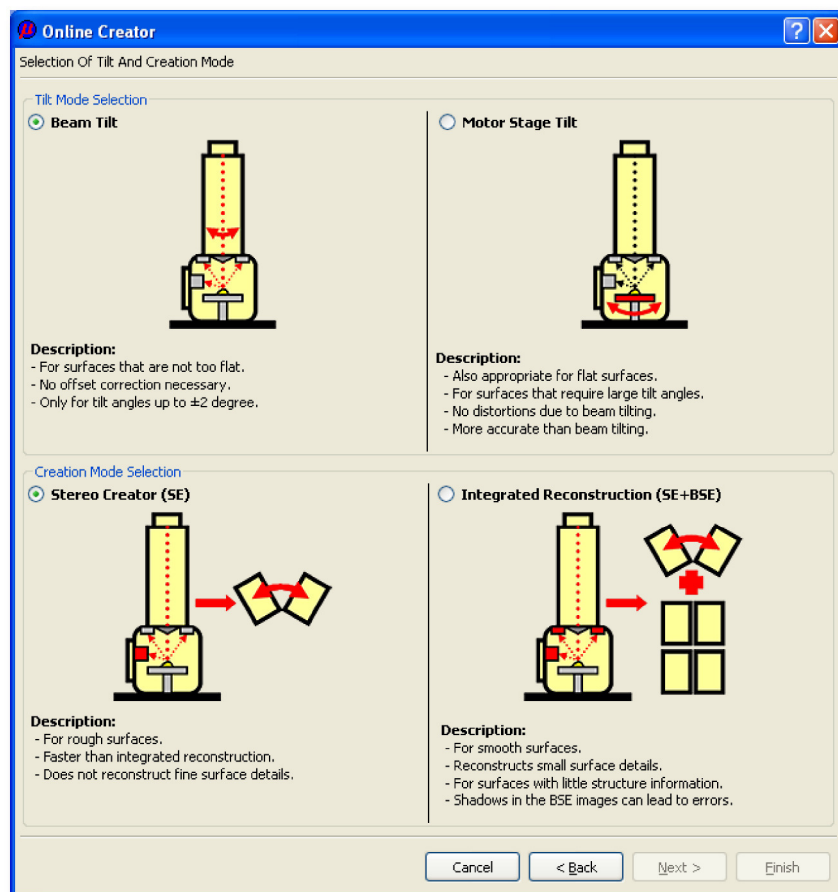 μ Online Creator
Selection Of Tilt And Creation Mode
Tilt Mode Selection
Beam Tilt
Description:
- For surfaces that are not too flat.
- No offset correction necessary.
- Only for tilt angles up to ±2 degree.
Motor Stage Tilt
Description:
- Also appropriate for flat surfaces.
- For surfaces that require large tilt angles.
- No distortions due to beam tilting.
- More accurate than beam tilting.
Creation Mode Selection
Stereo Creator (SE)
Description:
- For rough surfaces.
- Faster than integrated reconstruction.
- Does not reconstruct fine surface details.
Integrated Reconstruction (SE+BSE)
Description:
- For smooth surfaces.
- Reconstructs small surface details.
- For surfaces with little structure information.
- Shadows in the BSE images can lead to errors.
Cancel
< Back
Next >
Finish